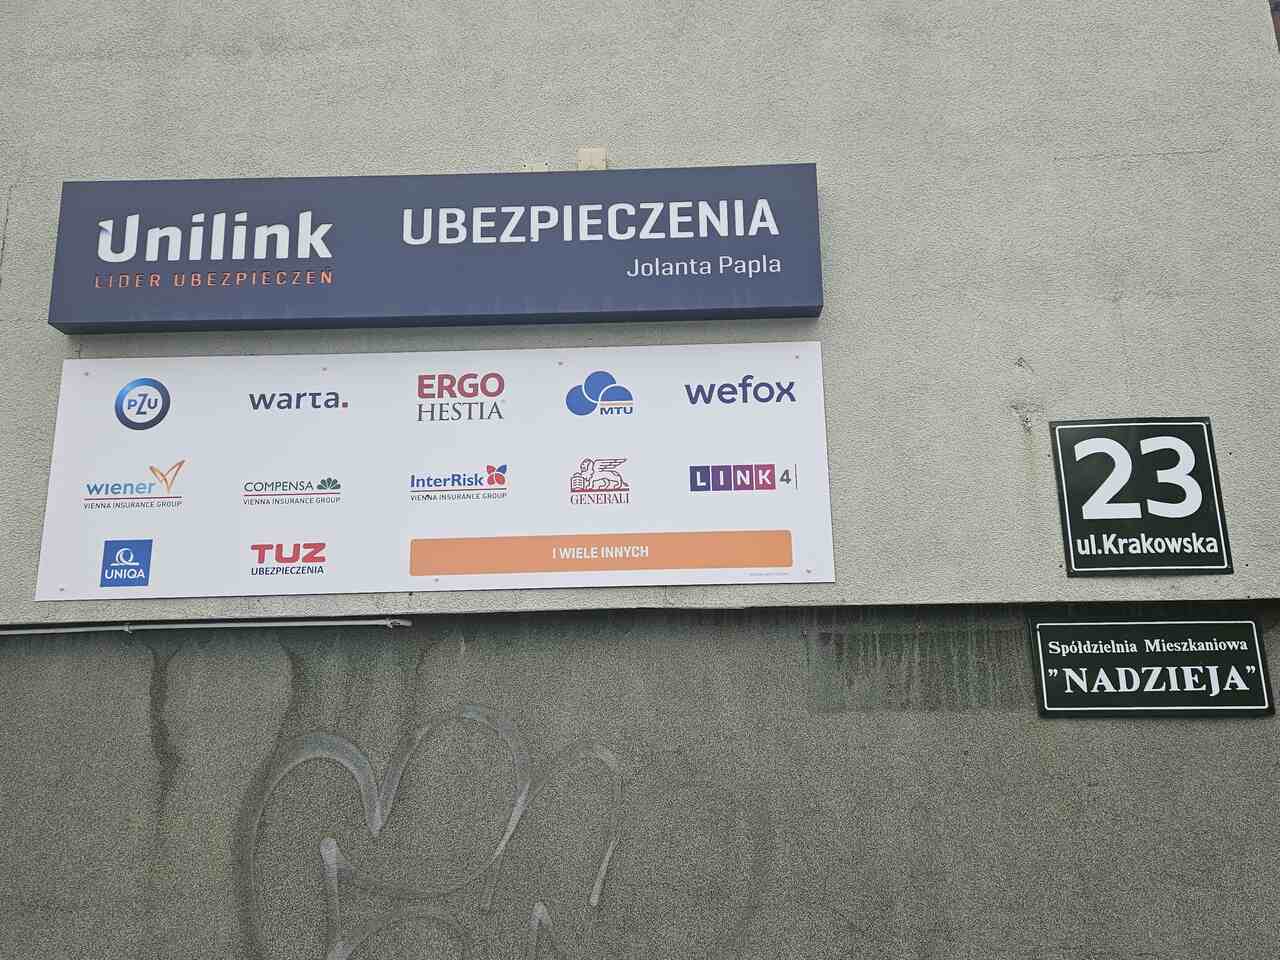 Unilink
LIDER UBEZPIECZEŃ
UBEZPIECZENIA
Jolanta Papla
PZU
warta.
ERGO
HESTIA®
MTU
wefox
wiener
VIENNA INSURANCE GROUP
COMPENSA
VIENNA INSURANCE GROUP
InterRisk
VIENNA INSURANCE GROUP
GENERALI
LINK4
UNIQA
TUZ
UBEZPIECZENIA
I WIELE INNYCH
23
ul.Krakowska
Spółdzielnia Mieszkaniowa
"NADZIEJA"